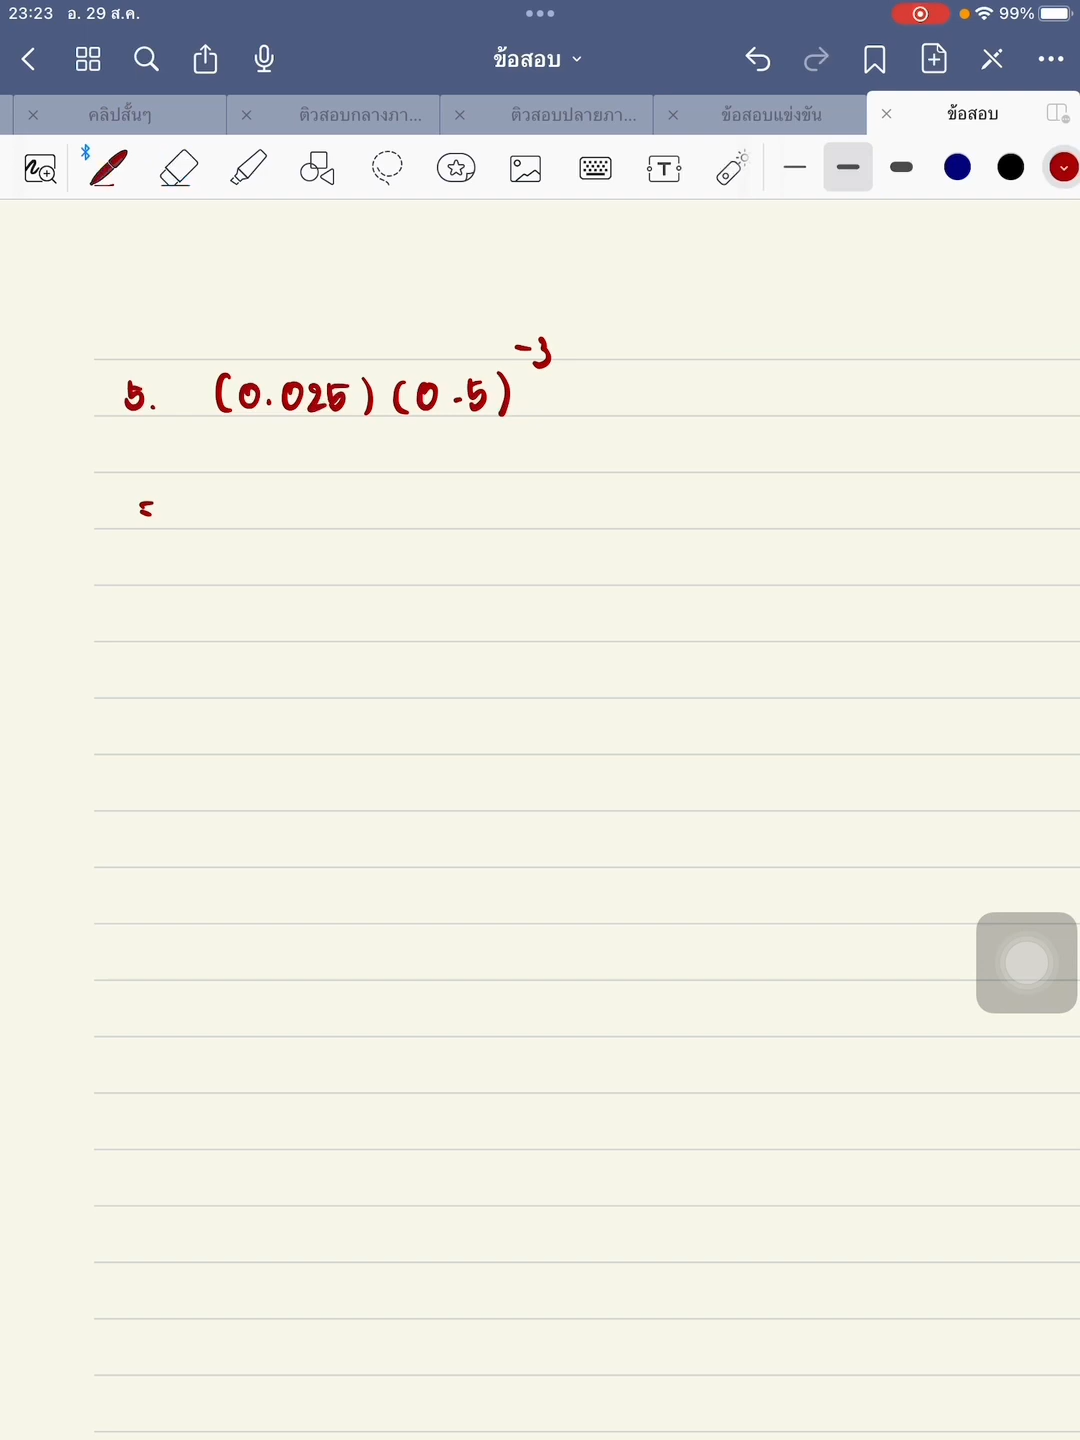 23:23 อ. 29 ส.ค. 99%
ข้อสอบ
คลิปสั้นๆ ติวสอบกลางภา... ติวสอบปลายภา... ข้อสอบแข่งขัน ข้อสอบ
T
5. (0.025) (0.5)⁻³
=